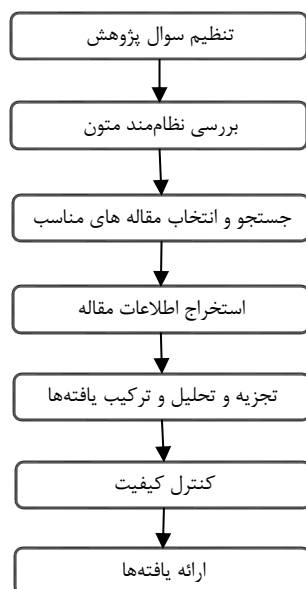 تنظیم سوال پژوهش
بررسی نظام‌مند متون
جستجو و انتخاب مقاله های مناسب
استخراج اطلاعات مقاله
تجزیه و تحلیل و ترکیب یافته‌ها
کنترل کیفیت
ارائه یافته‌ها